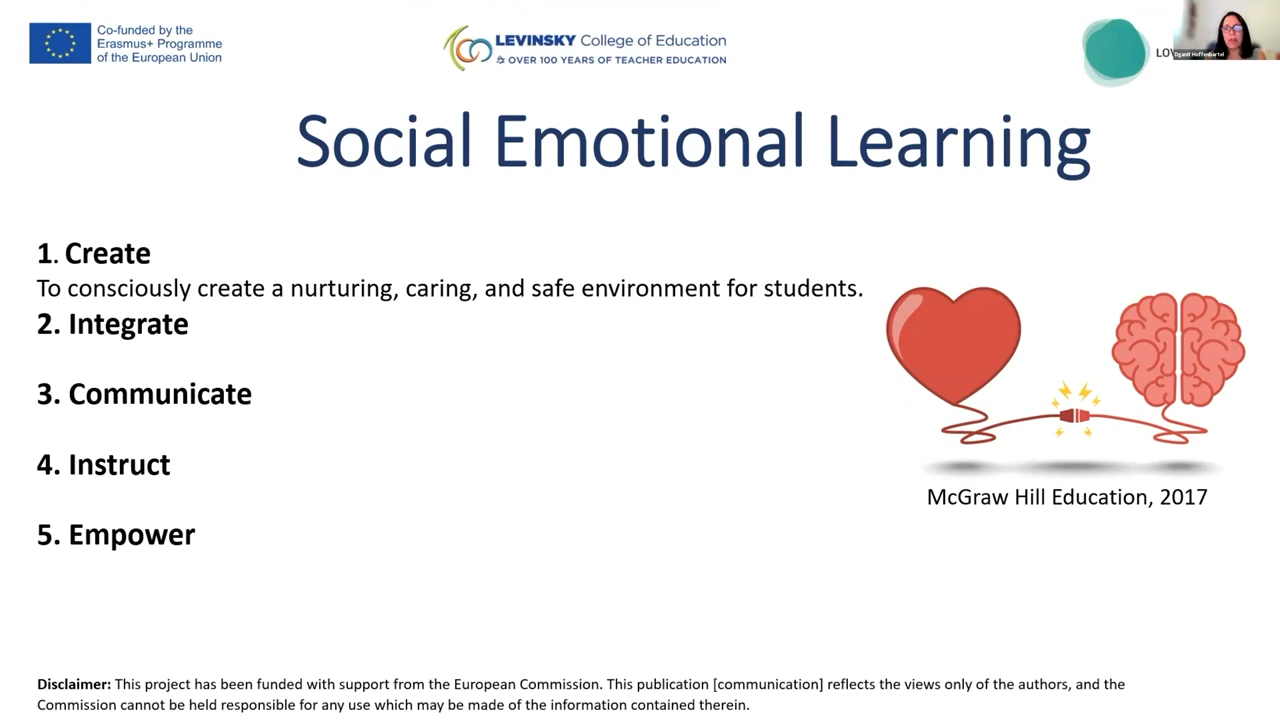 Co-funded by the
Erasmus+ Programme
of the European Union
LEVINSKY College of Education
OVER 100 YEARS OF TEACHER EDUCATION
Social Emotional Learning
1. Create
To consciously create a nurturing, caring, and safe environment for students.
2. Integrate
3. Communicate
4. Instruct
5. Empower
McGraw Hill Education, 2017
Disclaimer: This project has been funded with support from the European Commission. This publication [communication] reflects the views only of the authors, and the
Commission cannot be held responsible for any use which may be made of the information contained therein.